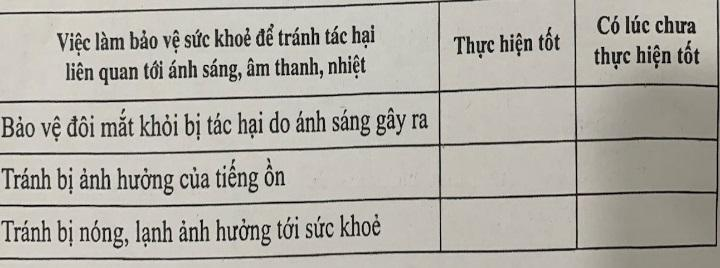 Việc làm bảo vệ sức khoẻ để tránh tác hại
liên quan tới ánh sáng, âm thanh, nhiệt
Thực hiện tốt
Có lúc chưa
thực hiện tốt
Bảo vệ đôi mắt khỏi bị tác hại do ánh sáng gây ra
Tránh bị ảnh hưởng của tiếng ồn
Tránh bị nóng, lạnh ảnh hưởng tới sức khoẻ